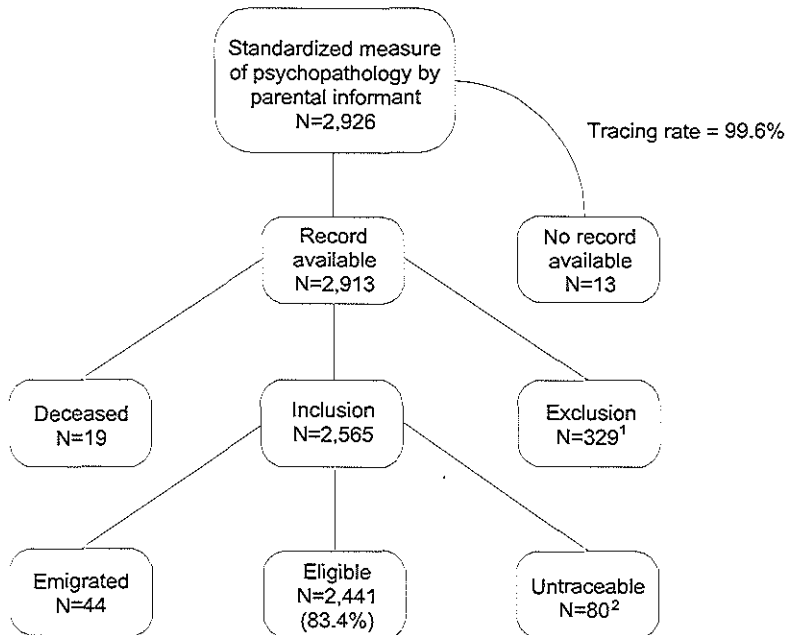 Standardized measure
of psychopathology by
parental informant
N=2,926
Tracing rate = 99.6%
Record
available
N=2,913
No record
available
N=13
Deceased
N=19
Inclusion
N=2,565
Exclusion
N=329¹
Emigrated
N=44
Eligible
N=2,441
(83.4%)
Untraceable
N=80²